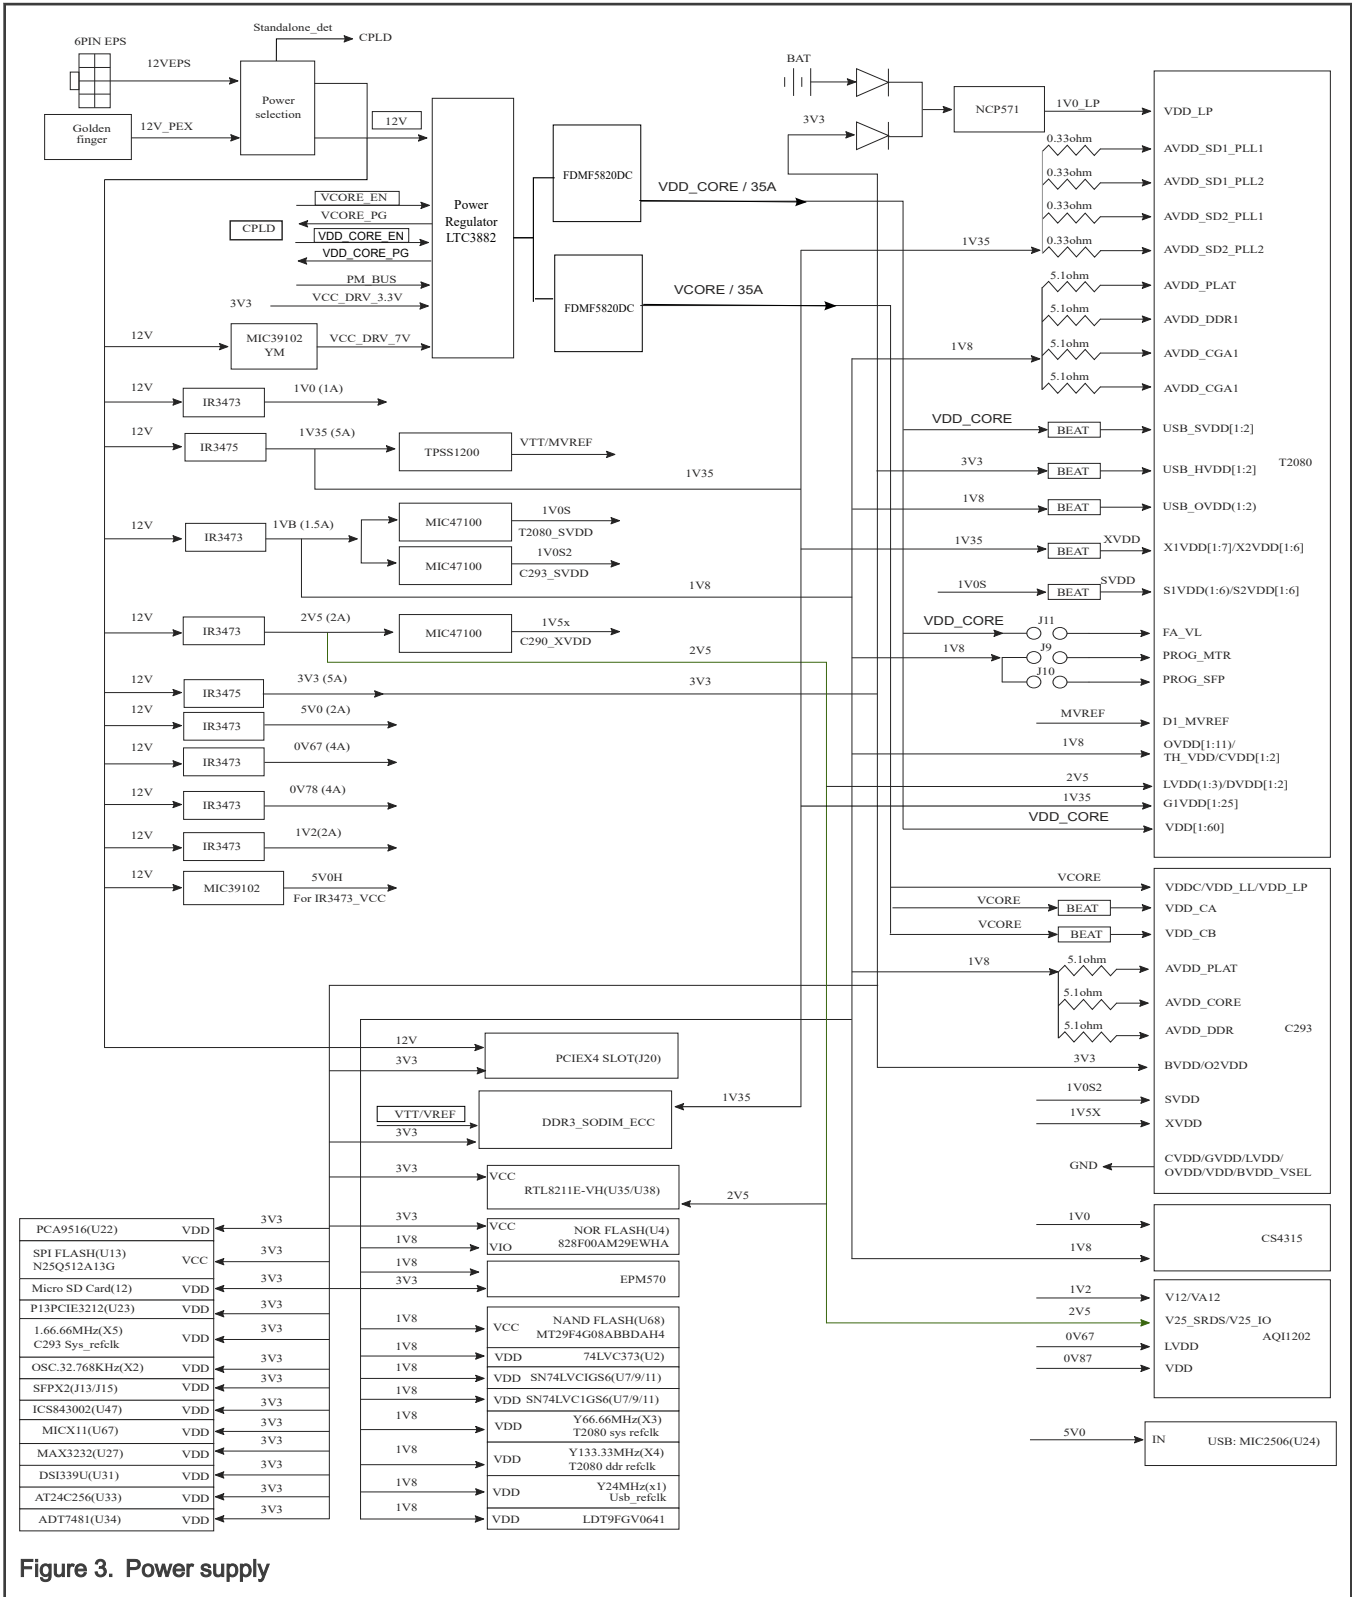 Standalone_det
CPLD
6PIN EPS
12VEPS
Power
selection
Golden
finger
12V_PEX
12V
VCORE_EN
VCORE_PG
CPLD
VDD_CORE_EN
VDD_CORE_PG
PM_BUS
3V3
VCC_DRV_3.3V
12V
MIC39102
YM
VCC_DRV_7V
Power
Regulator
LTC3882
FDMF5820DC
VDD_CORE / 35A
FDMF5820DC
VCORE / 35A
12V
IR3473
1V0 (1A)
12V
IR3475
1V35 (5A)
TPSS1200
VTT/MVREF
1V35
12V
IR3473
1VB (1.5A)
MIC47100
1V0S
T2080_SVDD
MIC47100
1V0S2
C293_SVDD
1V8
12V
IR3473
2V5 (2A)
MIC47100
1V5x
C290_XVDD
2V5
12V
IR3475
3V3 (5A)
3V3
12V
IR3473
5V0 (2A)
12V
IR3473
0V67 (4A)
12V
IR3473
0V78 (4A)
12V
IR3473
1V2(2A)
12V
MIC39102
5V0H
For IR3473_VCC
BAT
3V3
NCP571
1V0_LP
VDD_LP
0.33ohm
AVDD_SD1_PLL1
0.33ohm
AVDD_SD1_PLL2
0.33ohm
AVDD_SD2_PLL1
1V35
0.33ohm
AVDD_SD2_PLL2
5.1ohm
AVDD_PLAT
5.1ohm
AVDD_DDR1
1V8
5.1ohm
AVDD_CGA1
5.1ohm
AVDD_CGA1
VDD_CORE
BEAT
USB_SVDD[1:2]
3V3
BEAT
USB_HVDD[1:2]
T2080
1V8
BEAT
USB_OVDD(1:2)
1V35
BEAT
XVDD
X1VDD[1:7]/X2VDD[1:6]
1V0S
BEAT
SVDD
S1VDD(1:6)/S2VDD[1:6]
VDD_CORE
J11
FA_VL
1V8
J9
PROG_MTR
J10
PROG_SFP
MVREF
D1_MVREF
1V8
OVDD[1:11)/
TH_VDD/CVDD[1:2]
2V5
LVDD(1:3)/DVDD[1:2]
1V35
G1VDD[1:25]
VDD_CORE
VDD[1:60]
VCORE
VDDC/VDD_LL/VDD_LP
VCORE
BEAT
VDD_CA
VCORE
BEAT
VDD_CB
1V8
5.1ohm
AVDD_PLAT
5.1ohm
AVDD_CORE
5.1ohm
AVDD_DDR
C293
3V3
BVDD/O2VDD
1V0S2
SVDD
1V5X
XVDD
GND
CVDD/GVDD/LVDD/
OVDD/VDD/BVDD_VSEL
1V0
1V8
CS4315
1V2
V12/VA12
2V5
V25_SRDS/V25_IO
AQI1202
0V67
LVDD
0V87
VDD
5V0
IN
USB: MIC2506(U24)
12V
3V3
PCIEX4 SLOT(J20)
VTT/VREF
3V3
DDR3_SODIM_ECC
1V35
3V3
VCC
RTL8211E-VH(U35/U38)
2V5
3V3
VCC
NOR FLASH(U4)
1V8
VIO
828F00AM29EWHA
1V8
3V3
EPM570
1V8
VCC
NAND FLASH(U68)
MT29F4G08ABBDAH4
1V8
VDD
74LVC373(U2)
1V8
VDD
SN74LVCIGS6(U7/9/11)
1V8
VDD
SN74LVC1GS6(U7/9/11)
1V8
VDD
Y66.66MHz(X3)
T2080 sys refclk
1V8
VDD
Y133.33MHz(X4)
T2080 ddr refclk
1V8
VDD
Y24MHz(x1)
Usb_refclk
1V8
VDD
LDT9FGV0641
PCA9516(U22)
VDD
3V3
SPI FLASH(U13)
N25Q512A13G
VCC
3V3
Micro SD Card(12)
VDD
3V3
P13PCIE3212(U23)
VDD
3V3
1.66.66MHz(X5)
C293 Sys_refclk
VDD
3V3
OSC.32.768KHz(X2)
VDD
3V3
SFPX2(J13/J15)
VDD
3V3
ICS843002(U47)
VDD
3V3
MICX11(U67)
VDD
3V3
MAX3232(U27)
VDD
3V3
DSI339U(U31)
VDD
3V3
AT24C256(U33)
VDD
3V3
ADT7481(U34)
VDD
3V3
Figure 3. Power supply